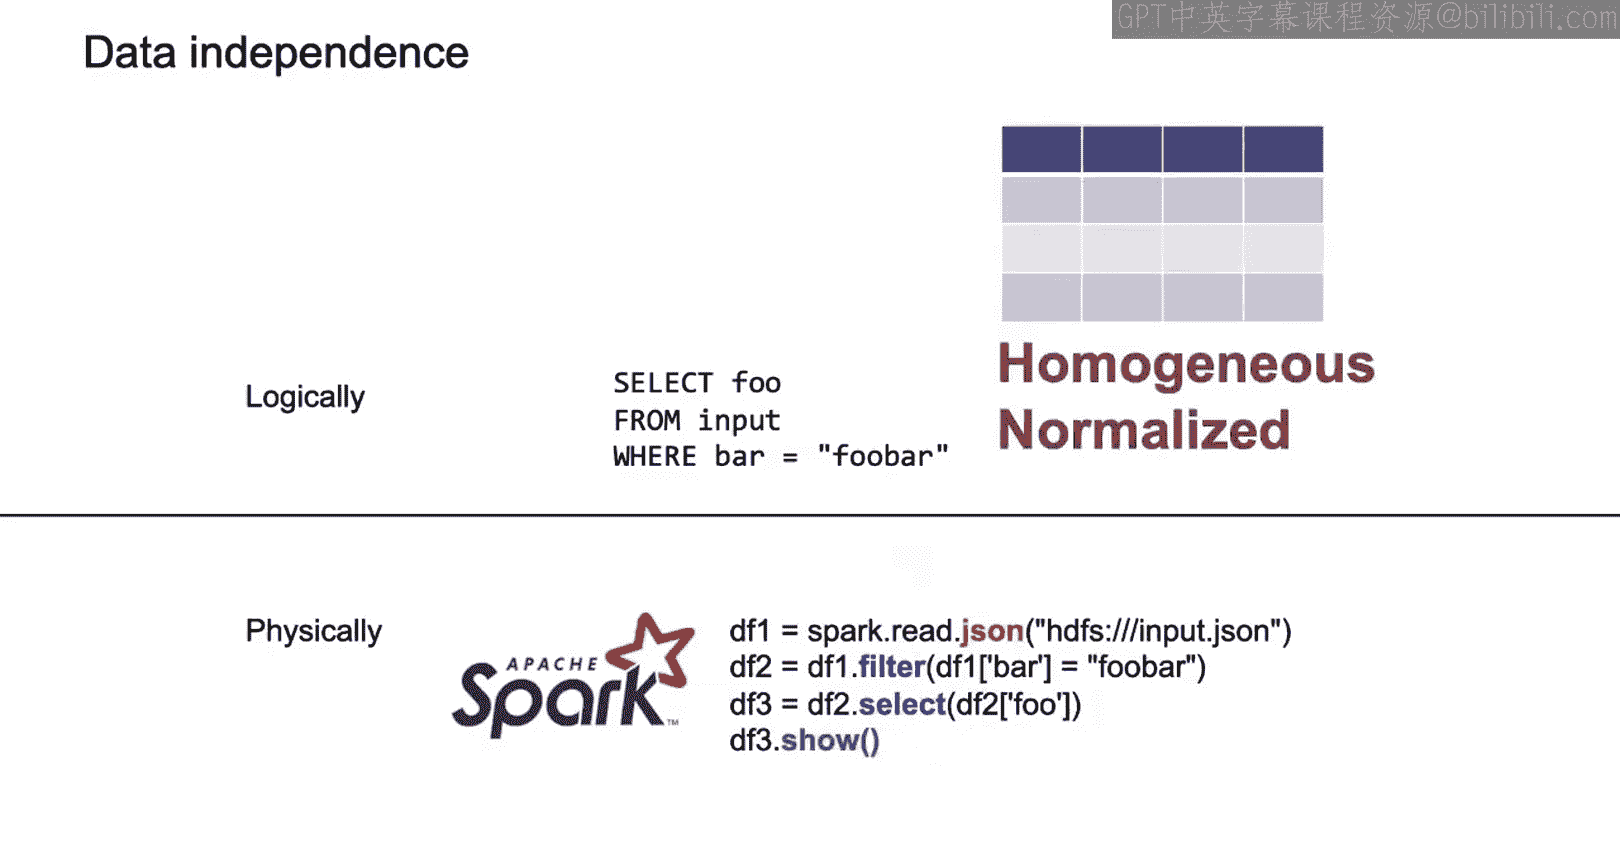 GPT中英字幕课程资源@bilibili.com
Data independence
Homogeneous
Normalized
Logically
SELECT foo
FROM input
WHERE bar = "foobar"
Physically
APACHE
Spark™
df1 = spark.read.json("hdfs:///input.json")
df2 = df1.filter(df1['bar'] = "foobar")
df3 = df2.select(df2['foo'])
df3.show()